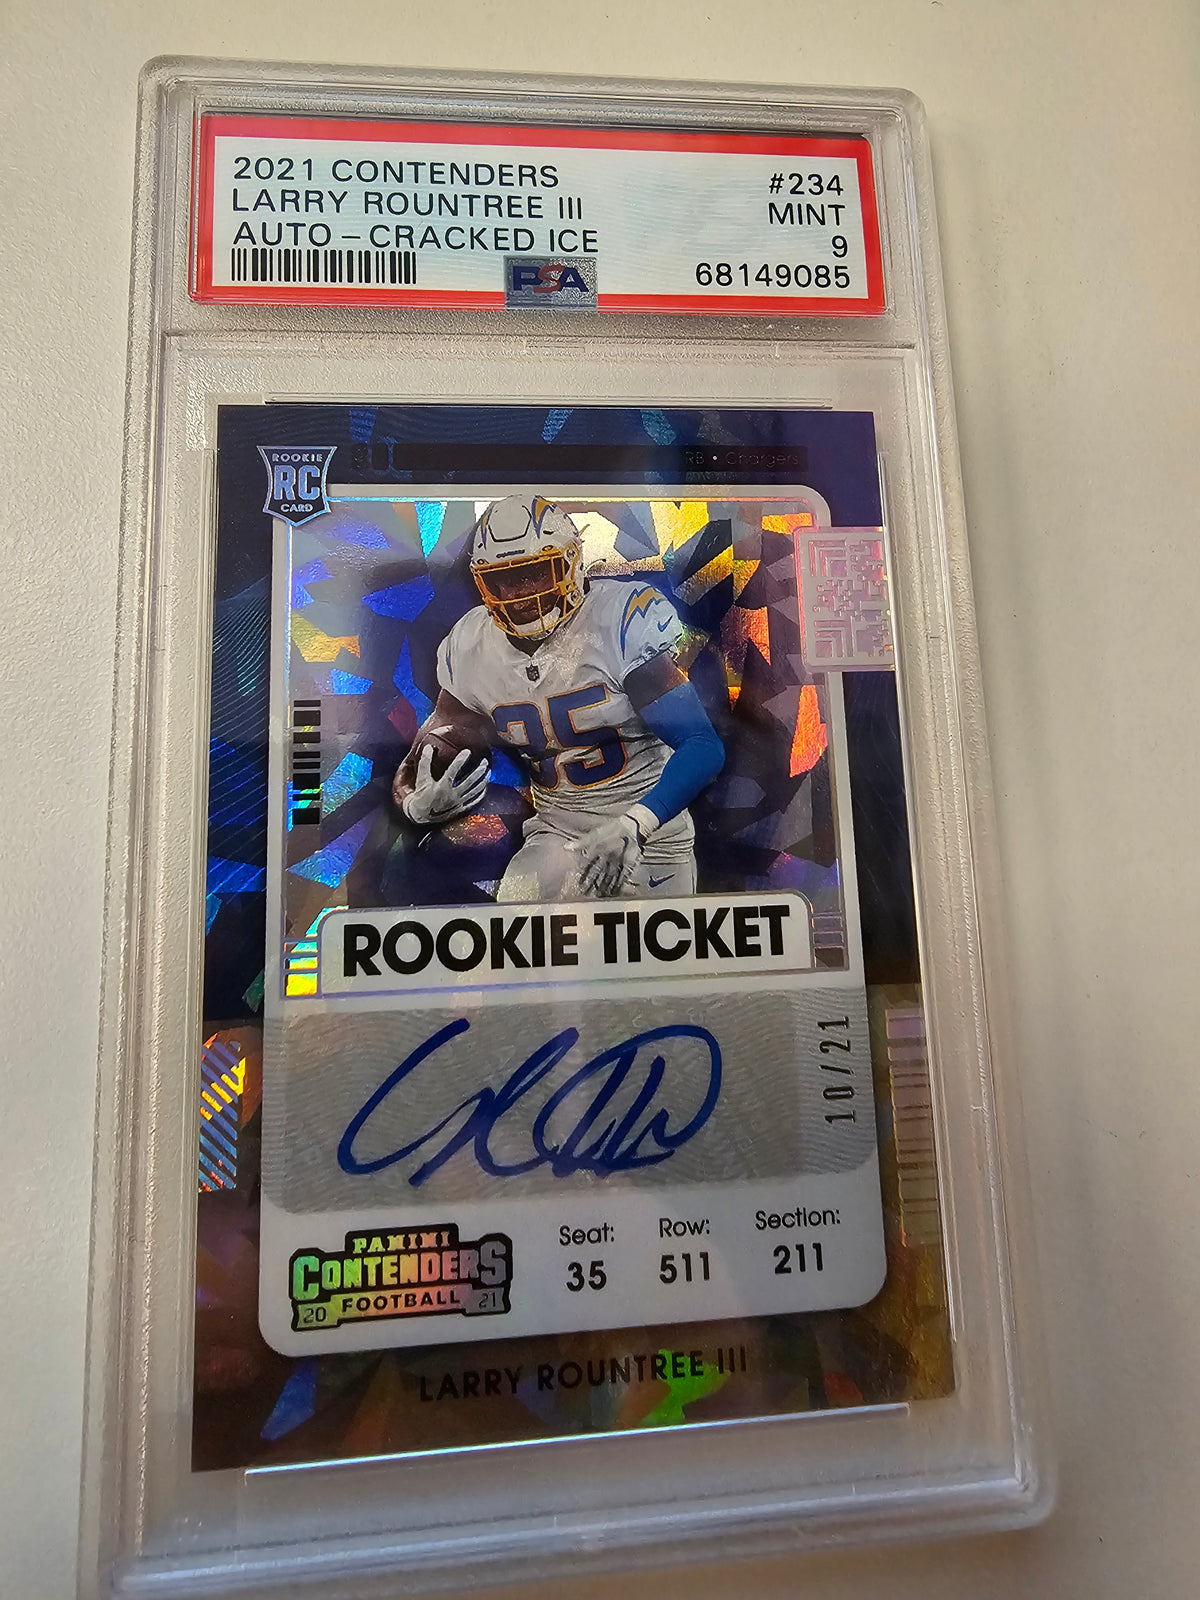 2021 CONTENDERS #234
LARRY ROUNTREE III MINT
AUTO – CRACKED ICE 9
PSA 68149085
ROOKIE
RC
CARD
RB • Chargers
35
ROOKIE TICKET
10/21
Seat: Row: Section:
35 511 211
PANINI
CONTENDERS
20 FOOTBALL 21
LARRY ROUNTREE III